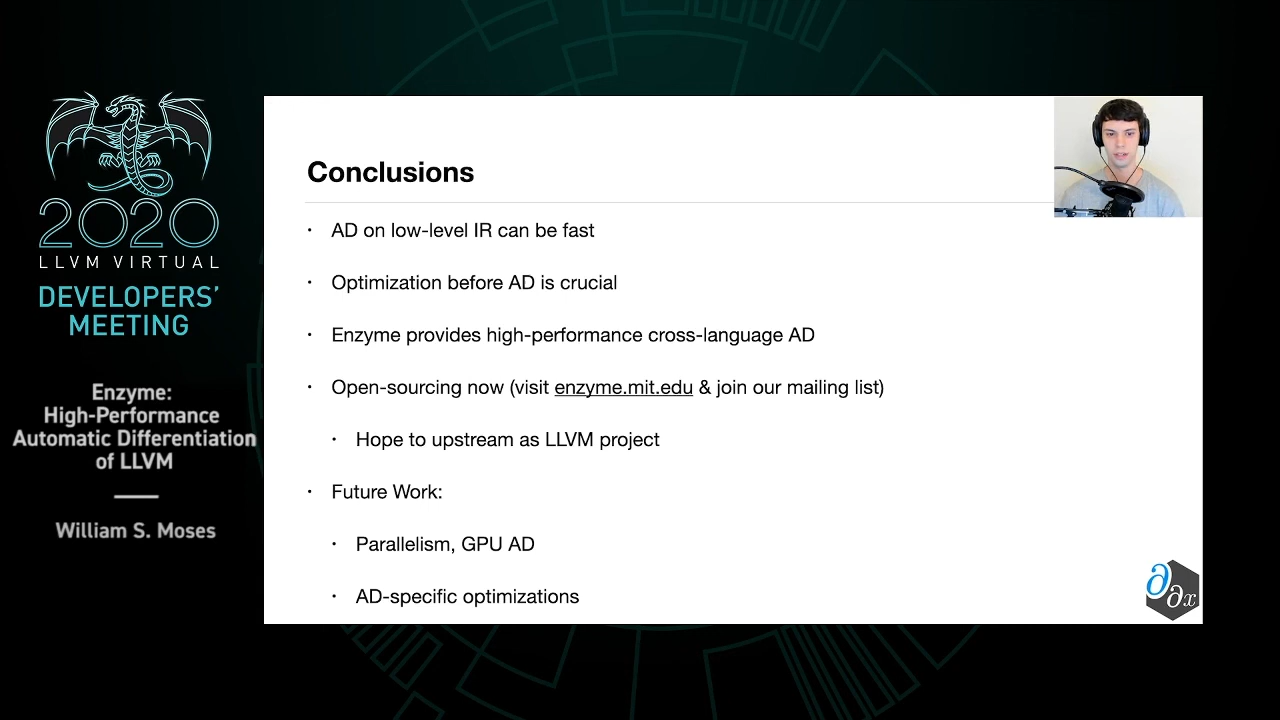 2020
LLVM VIRTUAL
DEVELOPERS’
MEETING
Enzyme:
High-Performance
Automatic Differentiation
of LLVM
William S. Moses
Conclusions
• AD on low-level IR can be fast
• Optimization before AD is crucial
• Enzyme provides high-performance cross-language AD
• Open-sourcing now (visit enzyme.mit.edu & join our mailing list)
• Hope to upstream as LLVM project
• Future Work:
• Parallelism, GPU AD
• AD-specific optimizations
∂
∂x